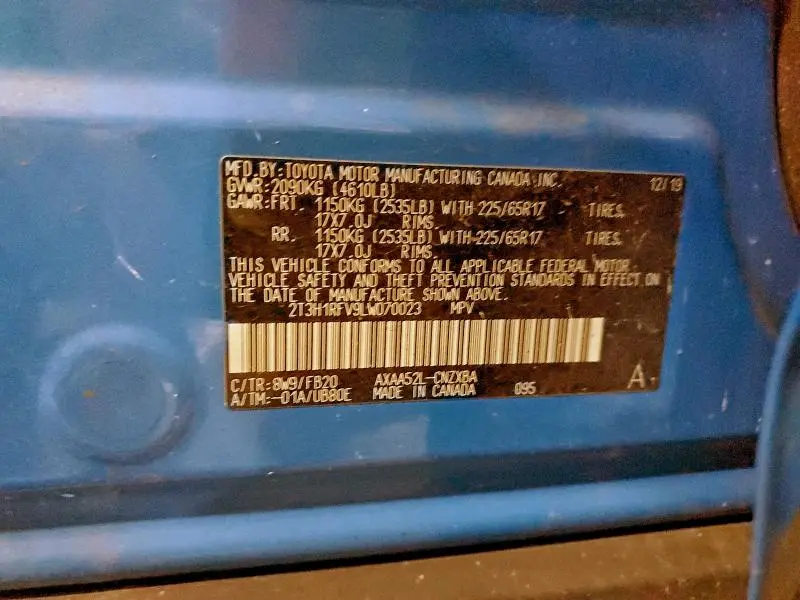 MFD. BY: TOYOTA MOTOR MANUFACTURING CANADA INC. 12/19
GVWR: 2090KG (4610LB)
GAWR: FRT. 1150KG (2535LB) WITH 225/65R17 TIRES,
17X7.0J RIMS.
RR. 1150KG (2535LB) WITH 225/65R17 TIRES,
17X7.0J RIMS.
THIS VEHICLE CONFORMS TO ALL APPLICABLE FEDERAL MOTOR
VEHICLE SAFETY AND THEFT PREVENTION STANDARDS IN EFFECT ON
THE DATE OF MANUFACTURE SHOWN ABOVE.
2T3H1RFV9LW070023 MPV
C/TR: 8W9/FB20 AXAA52L-CNZXBA
A/TM: -01A/UB80E MADE IN CANADA 095 A